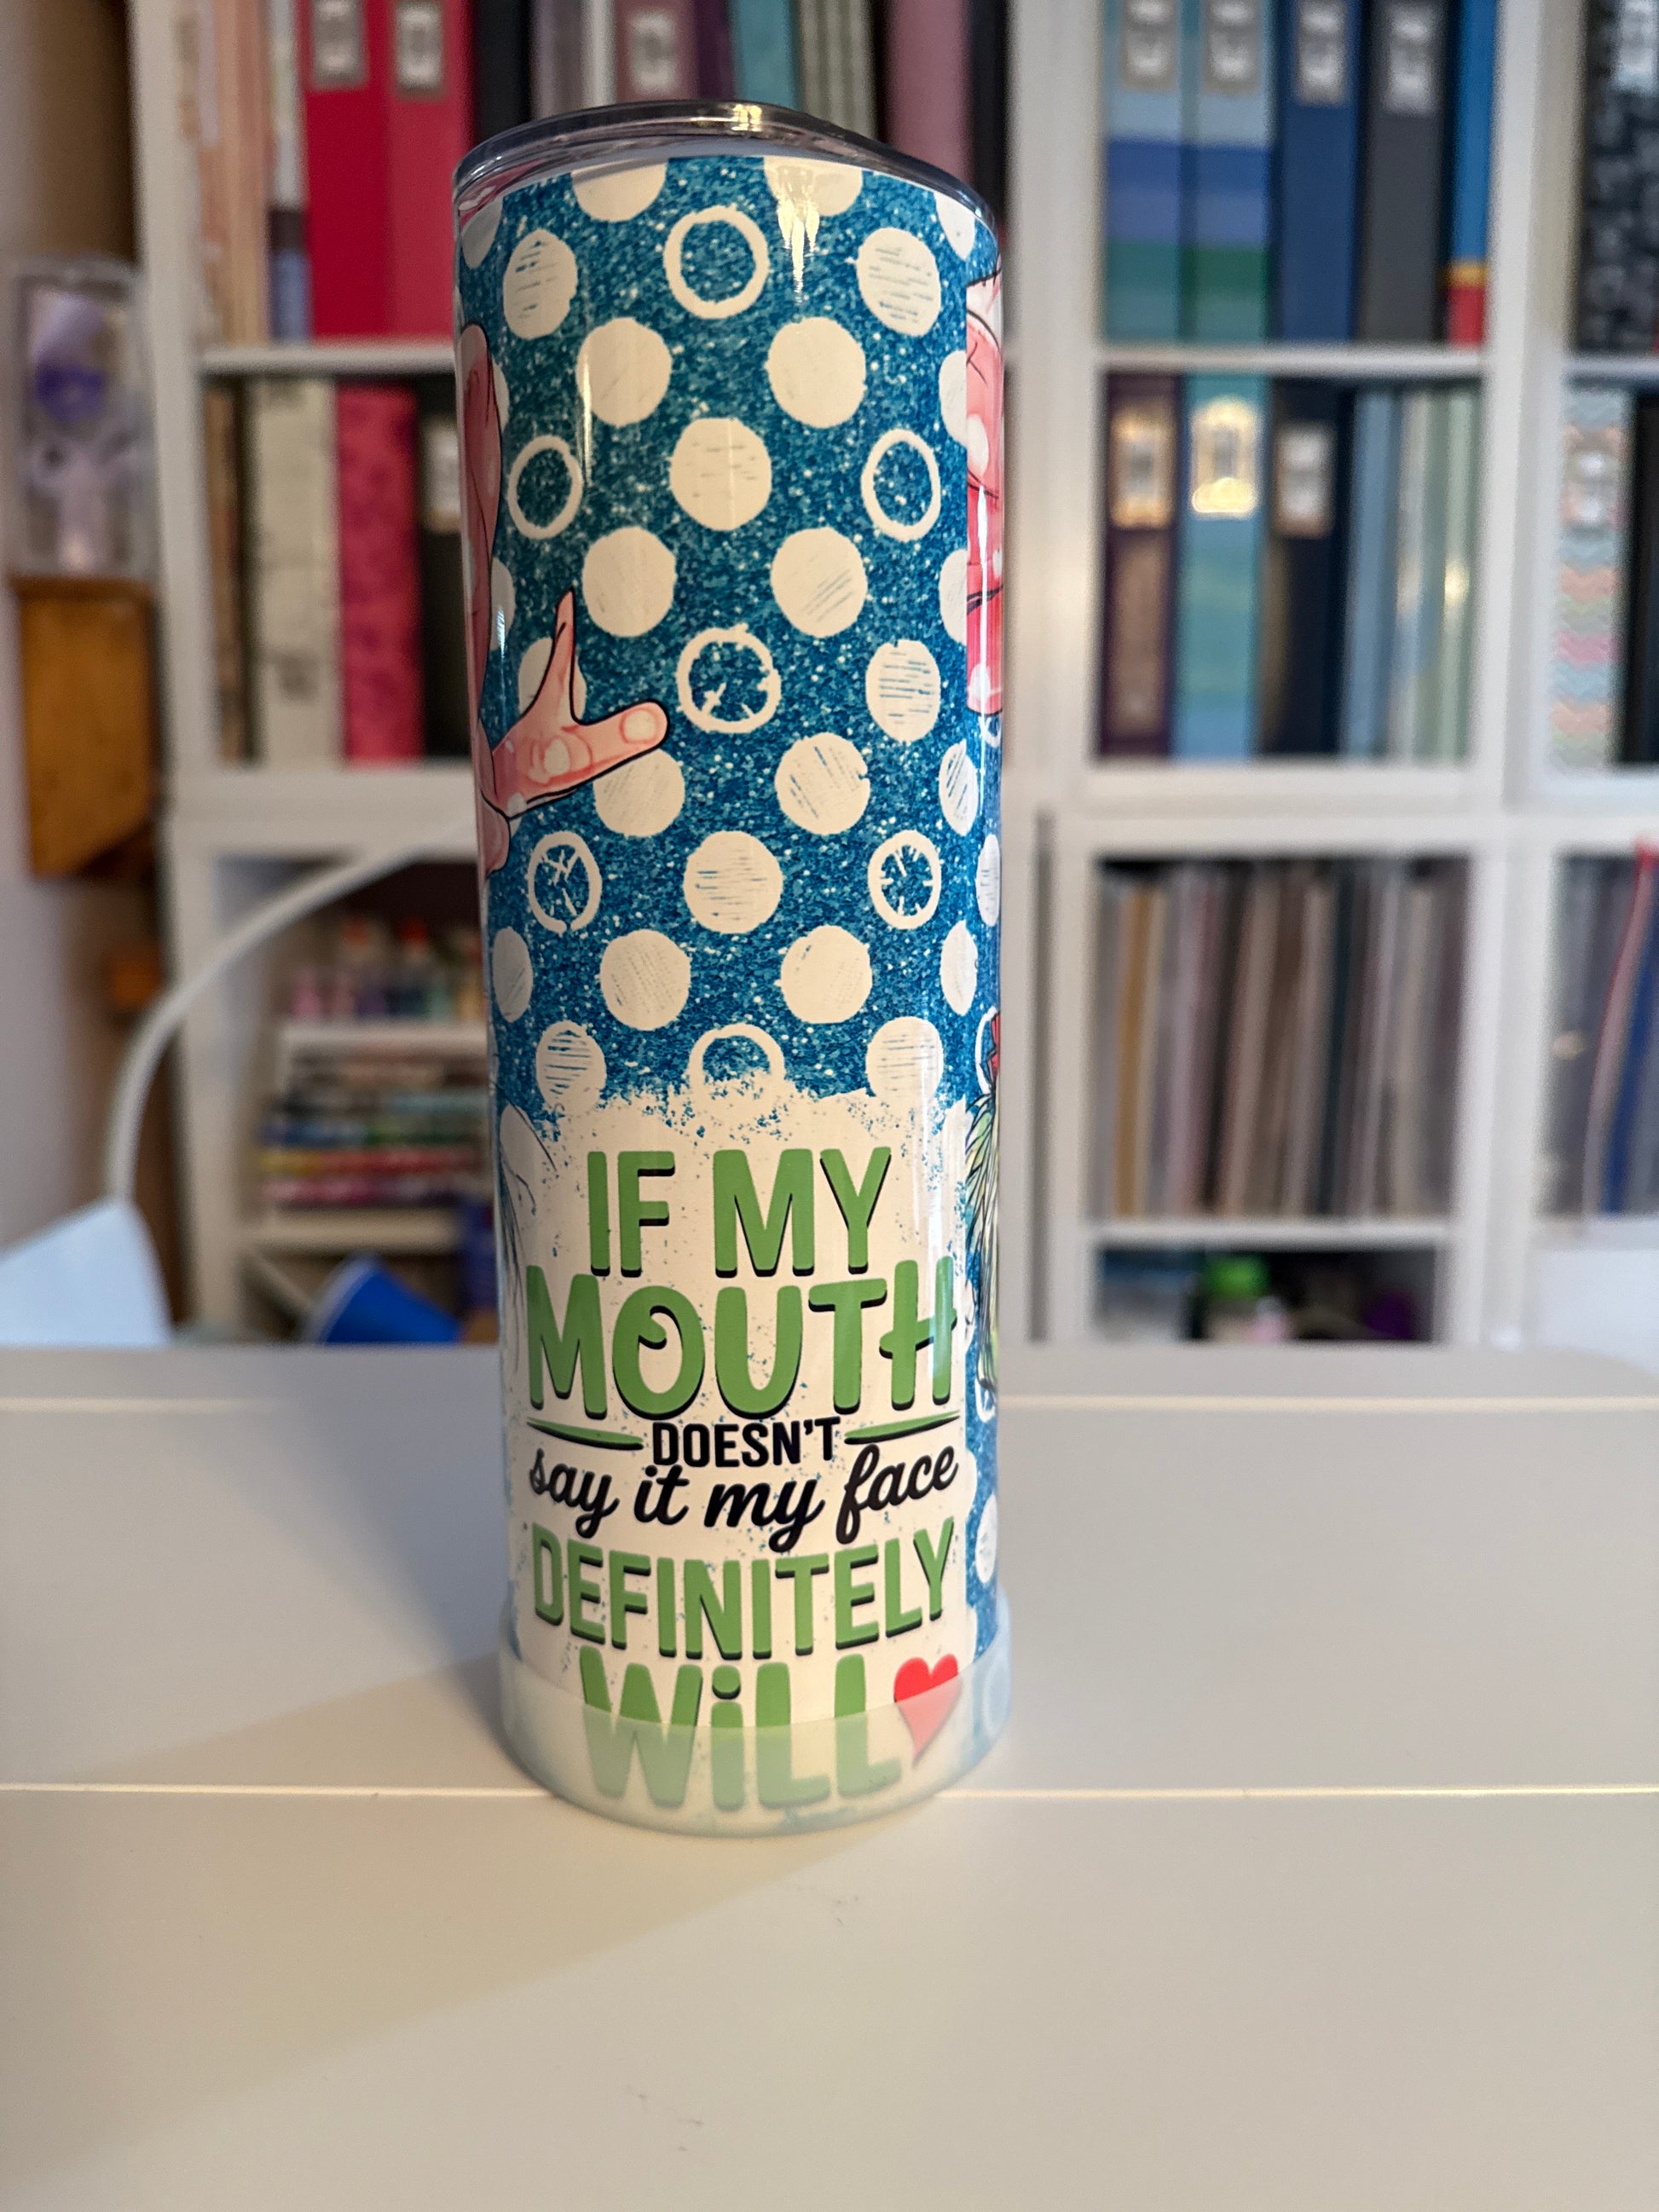 IF MY
MOUTH
DOESN'T
say it my face
DEFINITELY
WiLL